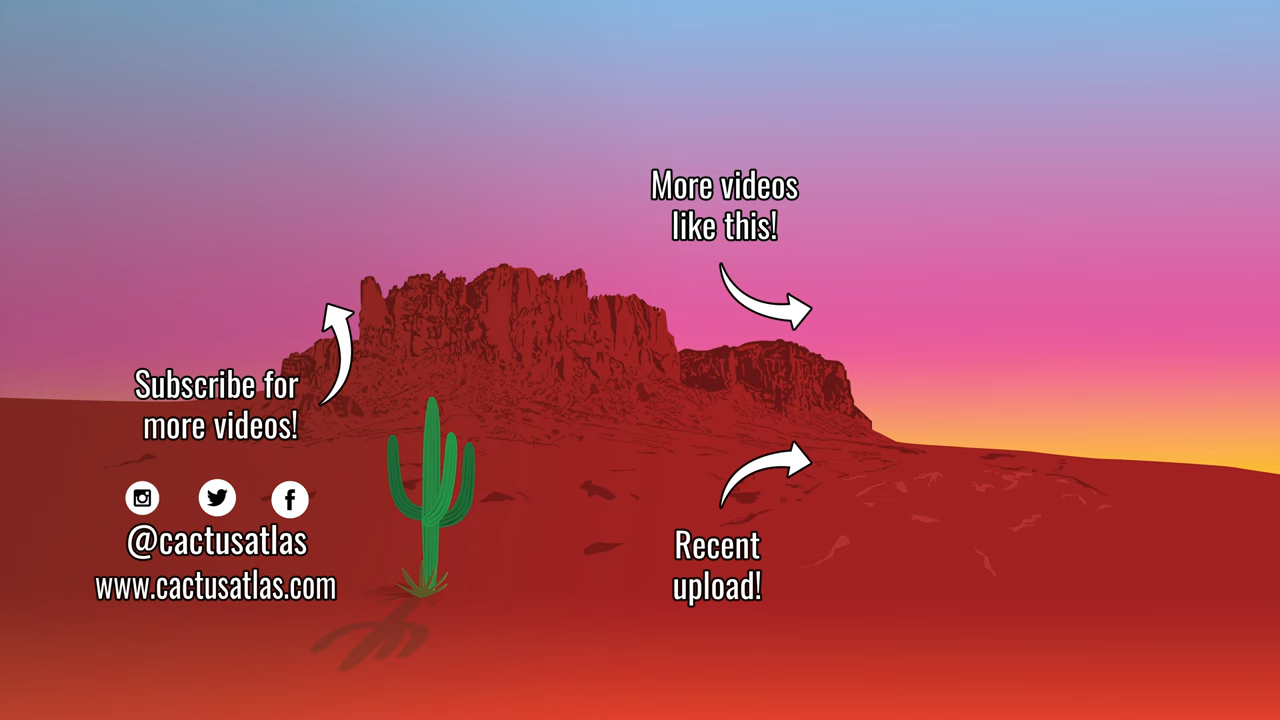 More videos
like this!
Subscribe for
more videos!
@cactusatlas
www.cactusatlas.com
Recent
upload!